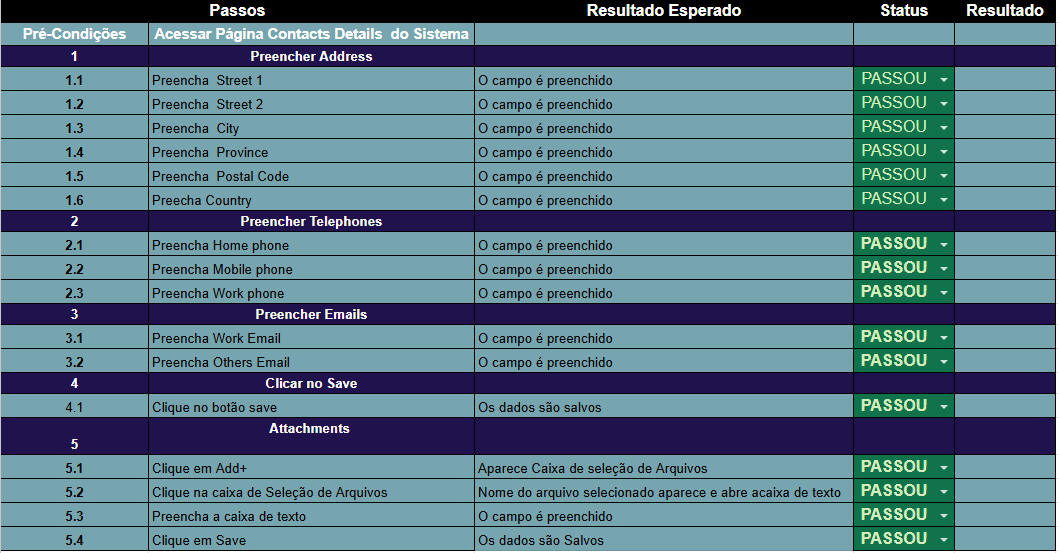 Passos Resultado Esperado Status Resultado
Pré-Condições Acessar Página Contacts Details do Sistema
1 Preencher Address
1.1 Preencha Street 1 O campo é preenchido PASSOU
1.2 Preencha Street 2 O campo é preenchido PASSOU
1.3 Preencha City O campo é preenchido PASSOU
1.4 Preencha Province O campo é preenchido PASSOU
1.5 Preencha Postal Code O campo é preenchido PASSOU
1.6 Preecha Country O campo é preenchido PASSOU
2 Preencher Telephones
2.1 Preencha Home phone O campo é preenchido PASSOU
2.2 Preencha Mobile phone O campo é preenchido PASSOU
2.3 Preencha Work phone O campo é preenchido PASSOU
3 Preencher Emails
3.1 Preencha Work Email O campo é preenchido PASSOU
3.2 Preencha Others Email O campo é preenchido PASSOU
4 Clicar no Save
4.1 Clique no botão save Os dados são salvos PASSOU
5 Attachments
5.1 Clique em Add+ Aparece Caixa de seleção de Arquivos PASSOU
5.2 Clique na caixa de Seleção de Arquivos Nome do arquivo selecionado aparece e abre acaixa de texto PASSOU
5.3 Preencha a caixa de texto O campo é preenchido PASSOU
5.4 Clique em Save Os dados são Salvos PASSOU